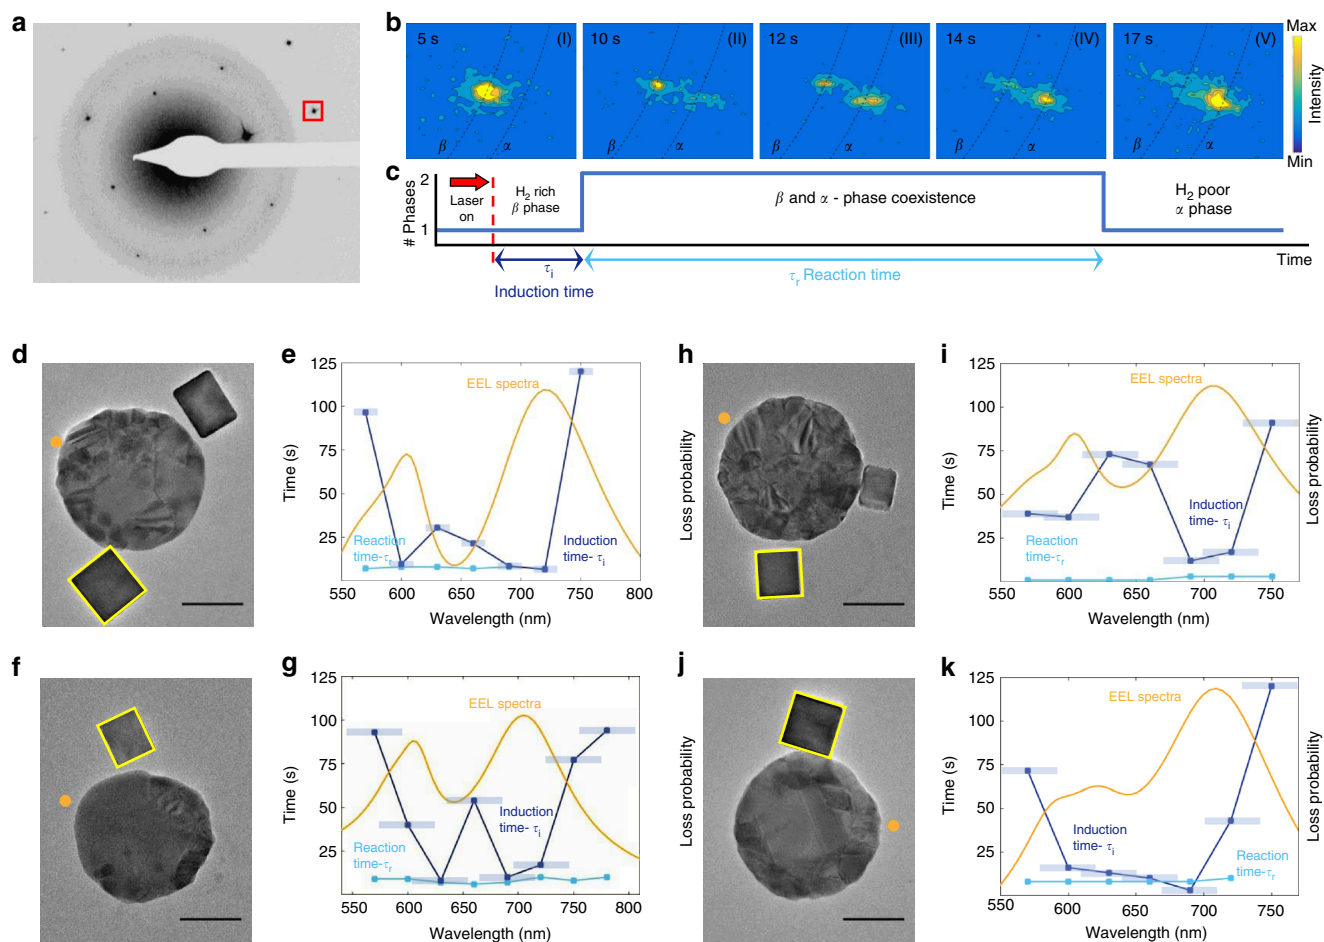 a
b
5 s
(I)
10 s
(II)
12 s
(III)
14 s
(IV)
17 s
(V)
β
α
β
α
β
α
β
α
β
α
Max
Intensity
Min
c
# Phases
2
1
Laser
on
H2 rich
β phase
β and α - phase coexistence
H2 poor
α phase
τi
Induction time
τr Reaction time
Time
d
e
125
100
75
50
25
Time (s)
EEL spectra
Reaction
time-τr
Induction
time- τi
550 600 650 700 750 800
Wavelength (nm)
Loss probability
h
i
125
100
75
50
25
Time (s)
EEL spectra
Induction
time- τi
Reaction
time-τr
550 600 650 700 750
Wavelength (nm)
Loss probability
f
g
125
100
75
50
25
Time (s)
EEL spectra
Induction
time- τi
Reaction
time-τr
550 600 650 700 750 800
Wavelength (nm)
Loss probability
j
k
125
100
75
50
25
Time (s)
EEL spectra
Induction
time- τi
Reaction
time-τr
550 600 650 700 750
Wavelength (nm)
Loss probability